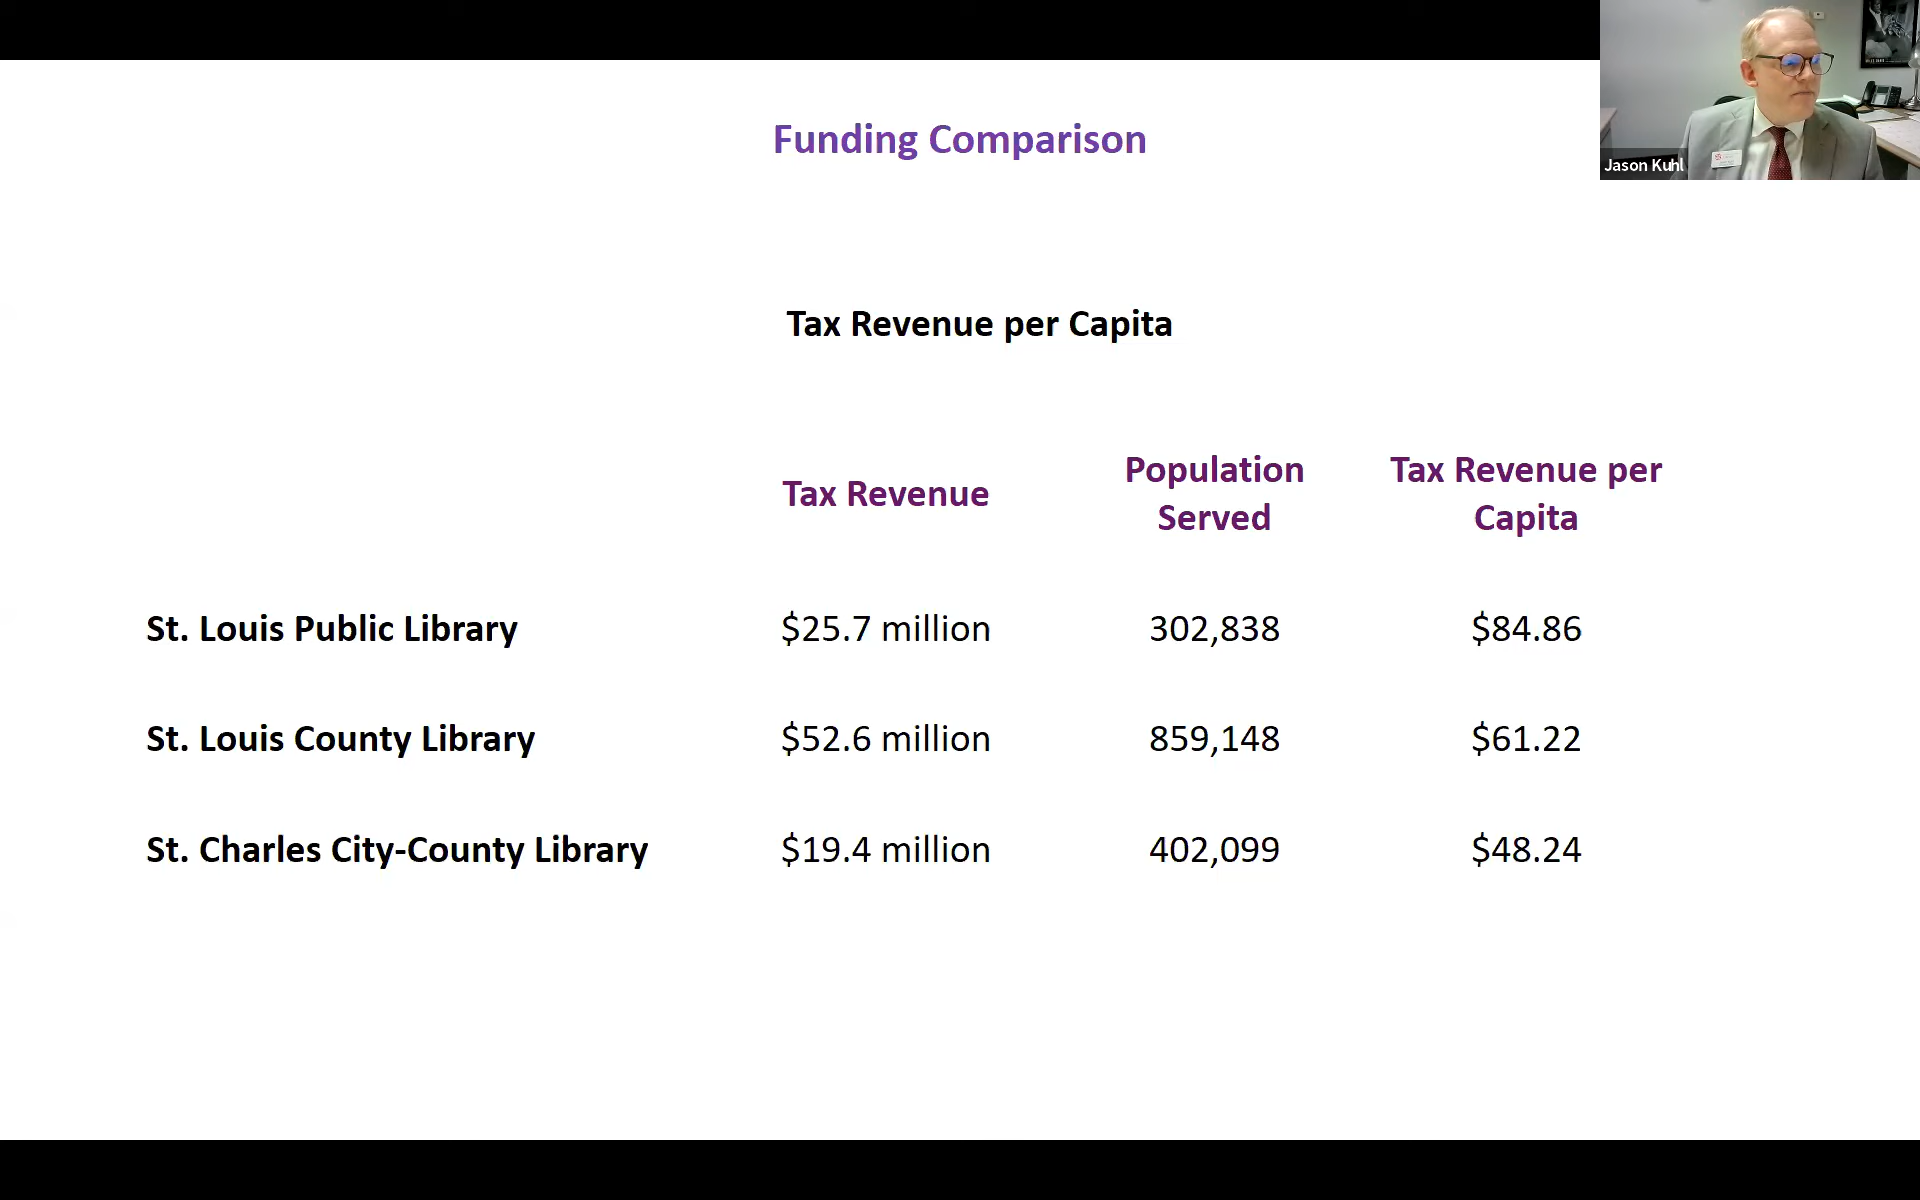 Funding Comparison
Jason Kuhl
Tax Revenue per Capita
Tax Revenue
Population
Served
Tax Revenue per
Capita
St. Louis Public Library $25.7 million 302,838 $84.86
St. Louis County Library $52.6 million 859,148 $61.22
St. Charles City-County Library $19.4 million 402,099 $48.24